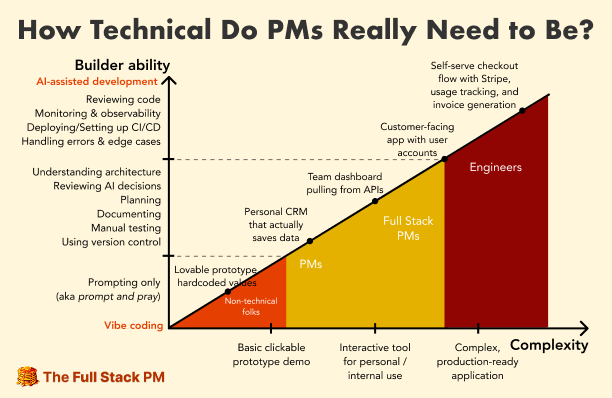 How Technical Do PMs Really Need to Be?
Builder ability
AI-assisted development
Reviewing code
Monitoring & observability
Deploying/Setting up CI/CD
Handling errors & edge cases
Understanding architecture
Reviewing AI decisions
Planning
Documenting
Manual testing
Using version control
Prompting only
(aka prompt and pray)
Vibe coding
Self-serve checkout
flow with Stripe,
usage tracking, and
invoice generation
Customer-facing
app with user
accounts
Team dashboard
pulling from APIs
Personal CRM
that actually
saves data
Lovable prototype,
hardcoded values
Non-technical
folks
PMs
Full Stack
PMs
Engineers
Basic clickable
prototype demo
Interactive tool
for personal /
internal use
Complex,
production-ready
application
Complexity
The Full Stack PM